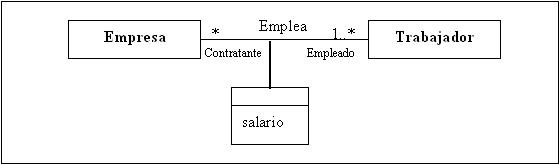 Emplea
Empresa * 1..* Trabajador
Contratante Empleado
salario